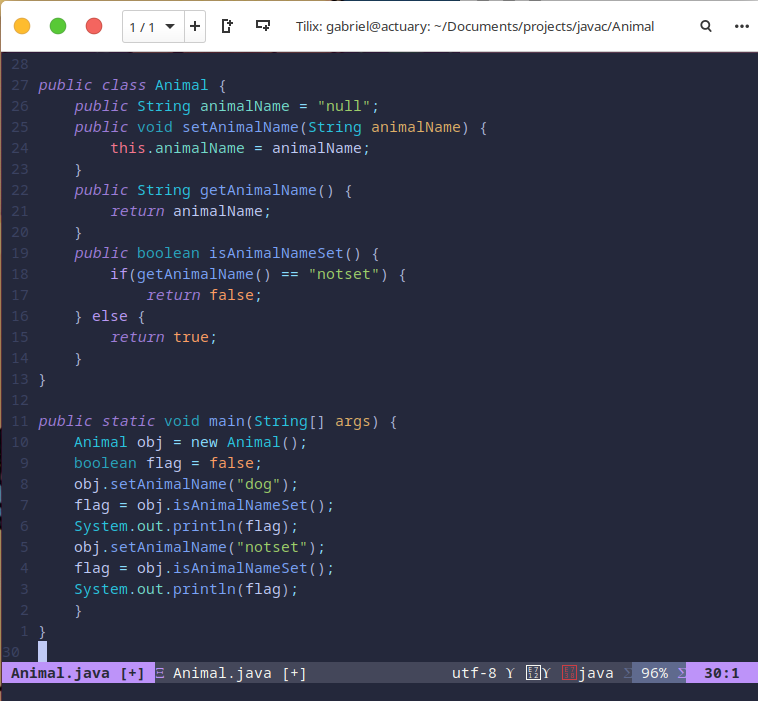 1 / 1
Tilix: gabriel@actuary: ~/Documents/projects/javac/Animal
28
27 public class Animal {
26     public String animalName = "null";
25     public void setAnimalName(String animalName) {
24         this.animalName = animalName;
23     }
22     public String getAnimalName() {
21         return animalName;
20     }
19     public boolean isAnimalNameSet() {
18         if(getAnimalName() == "notset") {
17             return false;
16     } else {
15         return true;
14     }
13 }
12
11 public static void main(String[] args) {
10     Animal obj = new Animal();
9     boolean flag = false;
8     obj.setAnimalName("dog");
7     flag = obj.isAnimalNameSet();
6     System.out.println(flag);
5     obj.setAnimalName("notset");
4     flag = obj.isAnimalNameSet();
3     System.out.println(flag);
2     }
1 }
30
Animal.java [+] Ξ Animal.java [+] utf-8 java 96% Σ 30:1